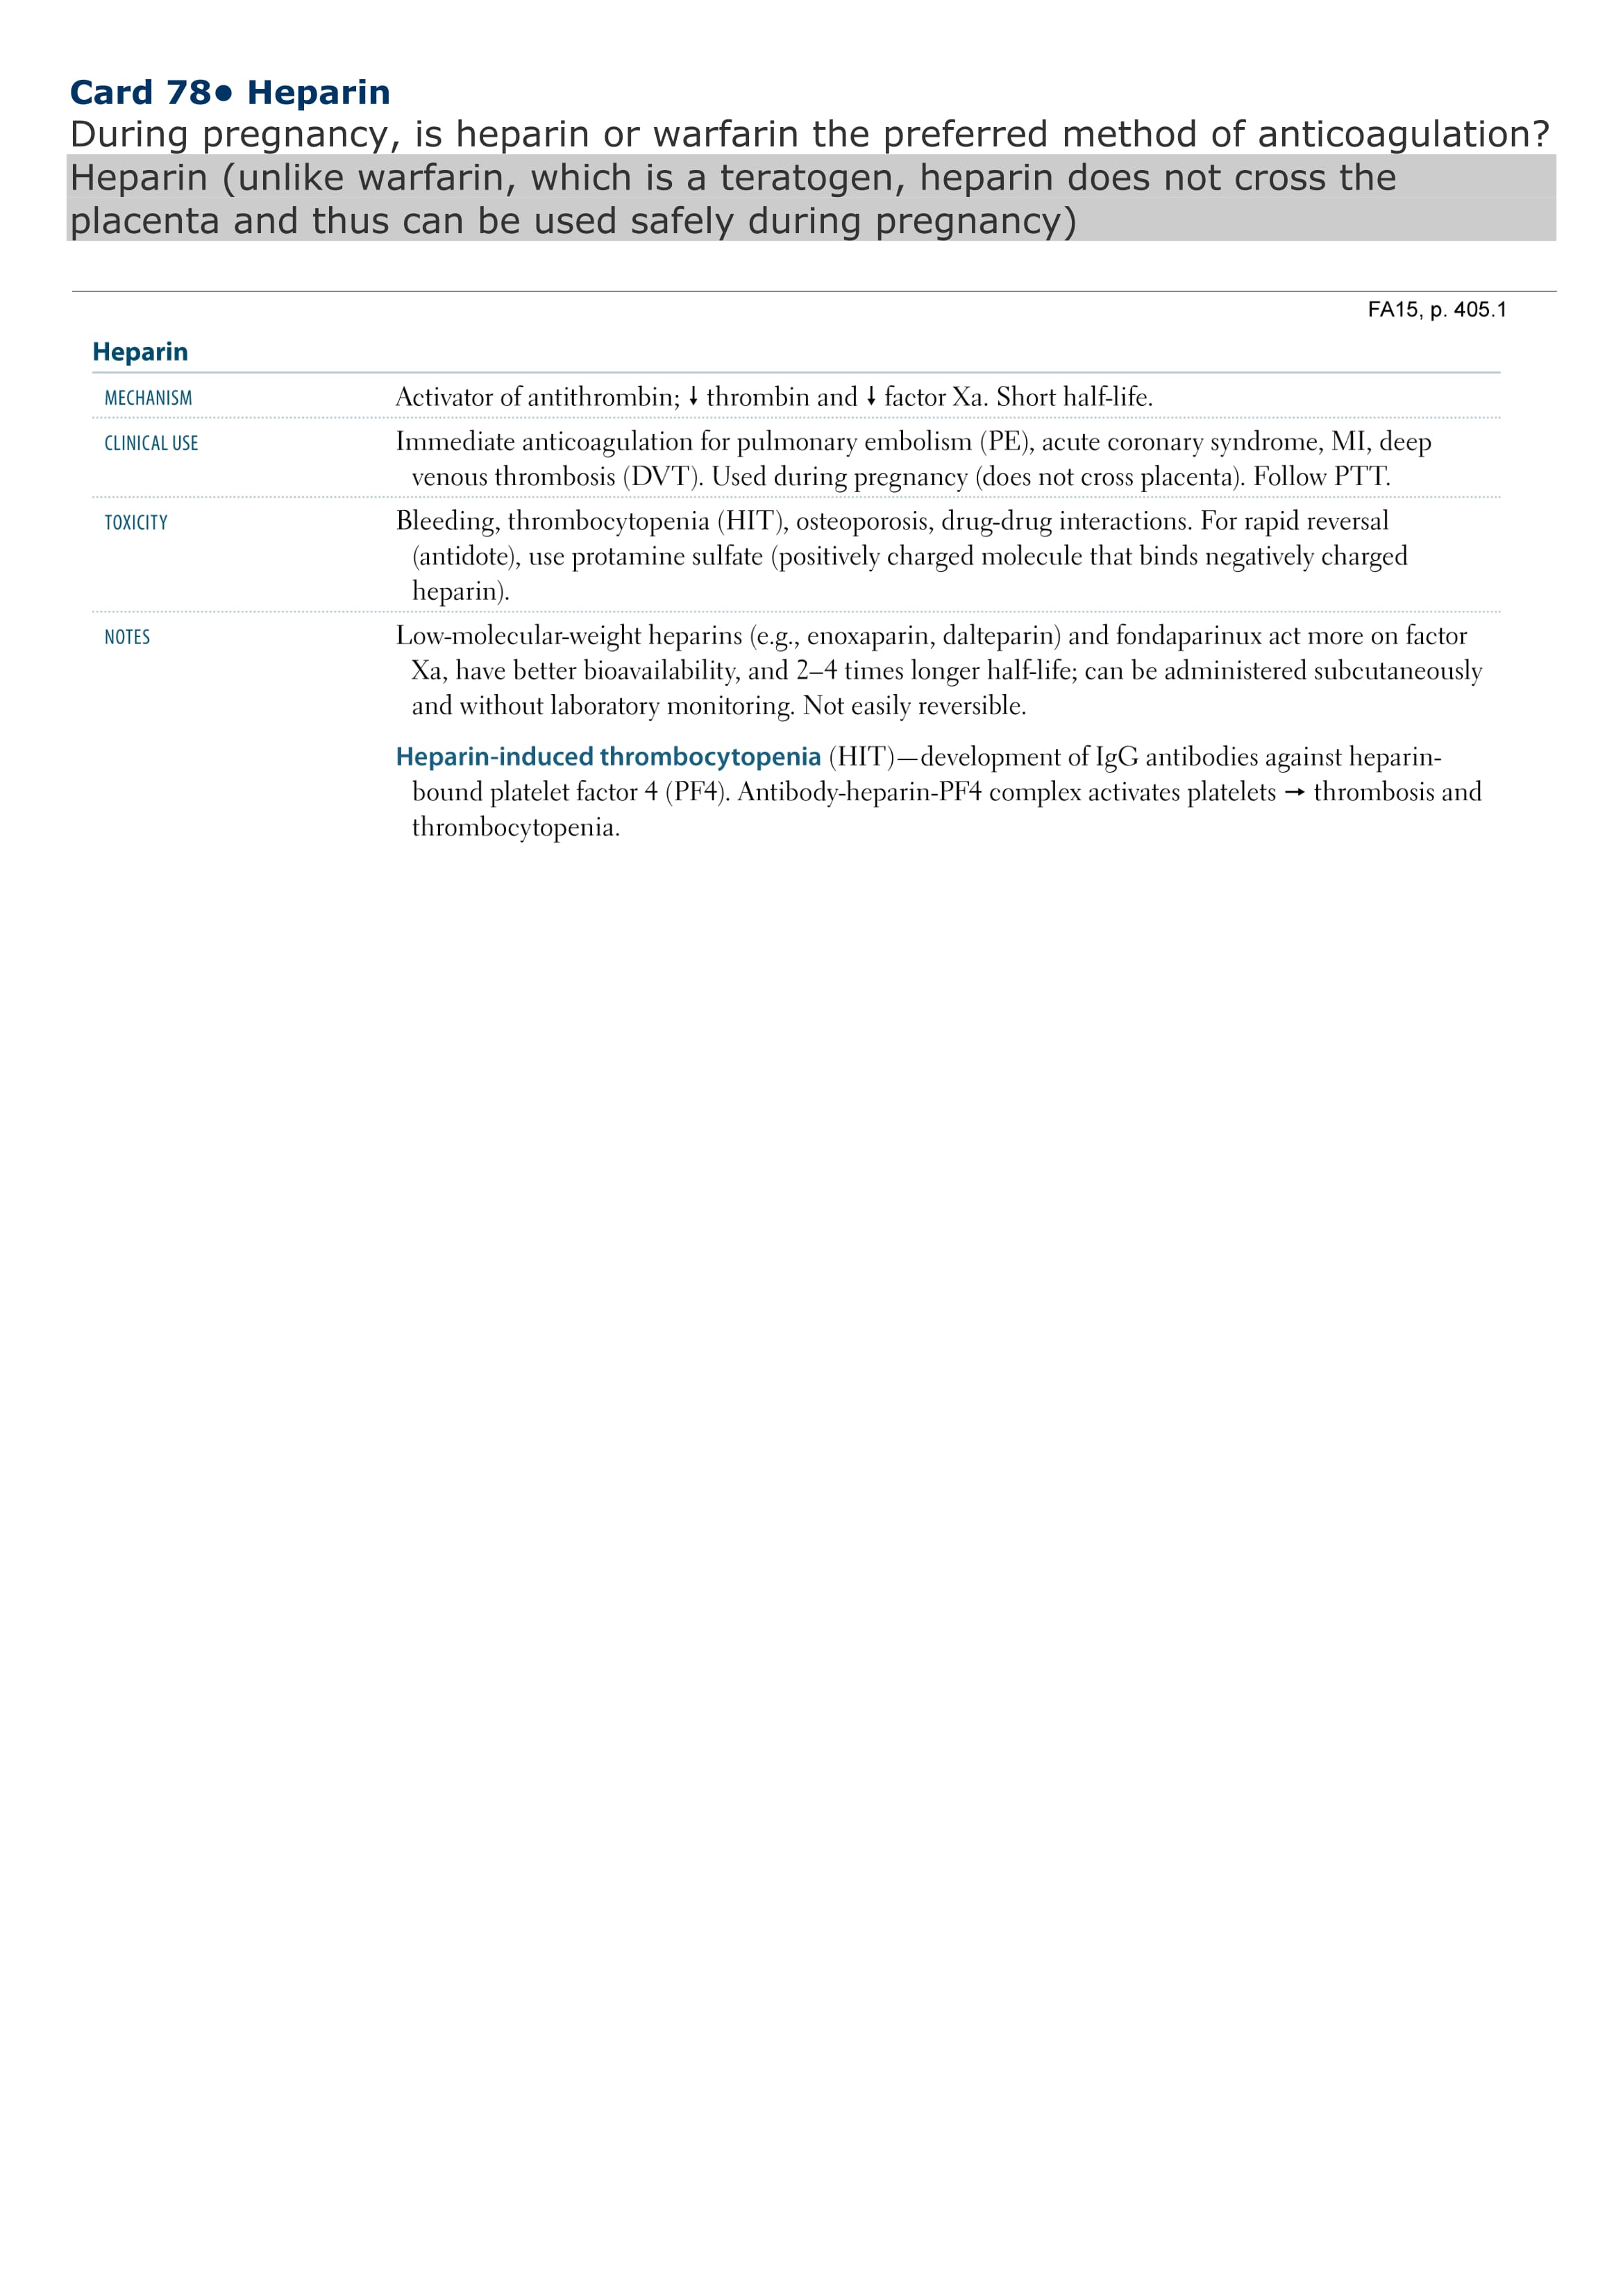 Card 78● Heparin
During pregnancy, is heparin or warfarin the preferred method of anticoagulation?
Heparin (unlike warfarin, which is a teratogen, heparin does not cross the
placenta and thus can be used safely during pregnancy)
FA15, p. 405.1
Heparin
MECHANISM Activator of antithrombin; ↓ thrombin and ↓ factor Xa. Short half-life.
CLINICAL USE Immediate anticoagulation for pulmonary embolism (PE), acute coronary syndrome, MI, deep
venous thrombosis (DVT). Used during pregnancy (does not cross placenta). Follow PTT.
TOXICITY Bleeding, thrombocytopenia (HIT), osteoporosis, drug-drug interactions. For rapid reversal
(antidote), use protamine sulfate (positively charged molecule that binds negatively charged
heparin).
NOTES Low-molecular-weight heparins (e.g., enoxaparin, dalteparin) and fondaparinux act more on factor
Xa, have better bioavailability, and 2–4 times longer half-life; can be administered subcutaneously
and without laboratory monitoring. Not easily reversible.
Heparin-induced thrombocytopenia (HIT)—development of IgG antibodies against heparin-
bound platelet factor 4 (PF4). Antibody-heparin-PF4 complex activates platelets → thrombosis and
thrombocytopenia.